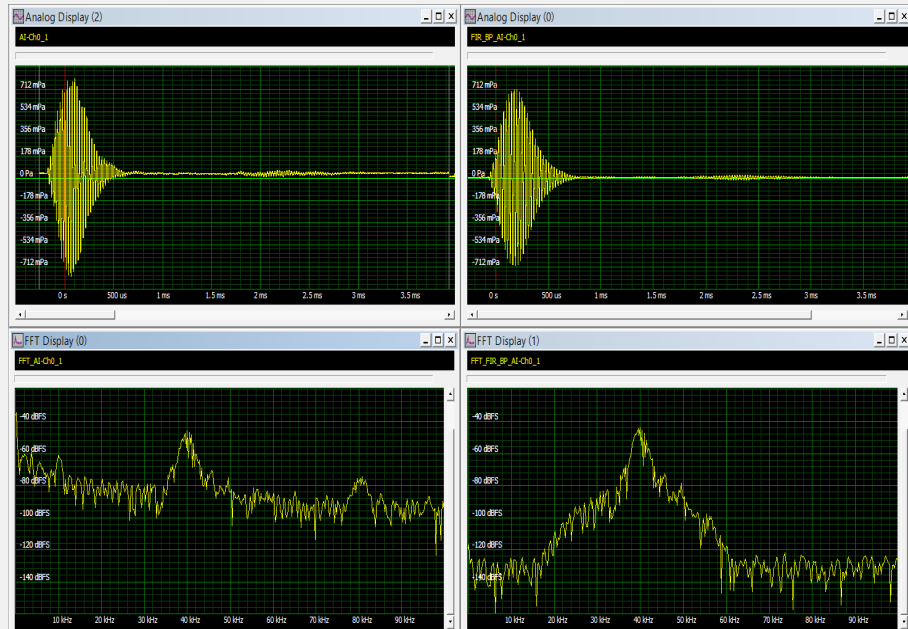 Analog Display (2)
AI-Ch0_1
712 mPa
534 mPa
356 mPa
178 mPa
0 Pa
-178 mPa
-356 mPa
-534 mPa
-712 mPa
0 s
500 us
1 ms
1.5 ms
2 ms
2.5 ms
3 ms
3.5 ms
Analog Display (0)
FIR_BP_AI-Ch0_1
712 mPa
534 mPa
356 mPa
178 mPa
0 Pa
-178 mPa
-356 mPa
-534 mPa
-712 mPa
0 s
500 us
1 ms
1.5 ms
2 ms
2.5 ms
3 ms
3.5 ms
FFT Display (0)
FFT_AI-Ch0_1
-40 dBFS
-60 dBFS
-80 dBFS
-100 dBFS
-120 dBFS
-140 dBFS
10 kHz
20 kHz
30 kHz
40 kHz
50 kHz
60 kHz
70 kHz
80 kHz
90 kHz
FFT Display (1)
FFT_FIR_BP_AI-Ch0_1
-40 dBFS
-60 dBFS
-80 dBFS
-100 dBFS
-120 dBFS
-140 dBFS
10 kHz
20 kHz
30 kHz
40 kHz
50 kHz
60 kHz
70 kHz
80 kHz
90 kHz